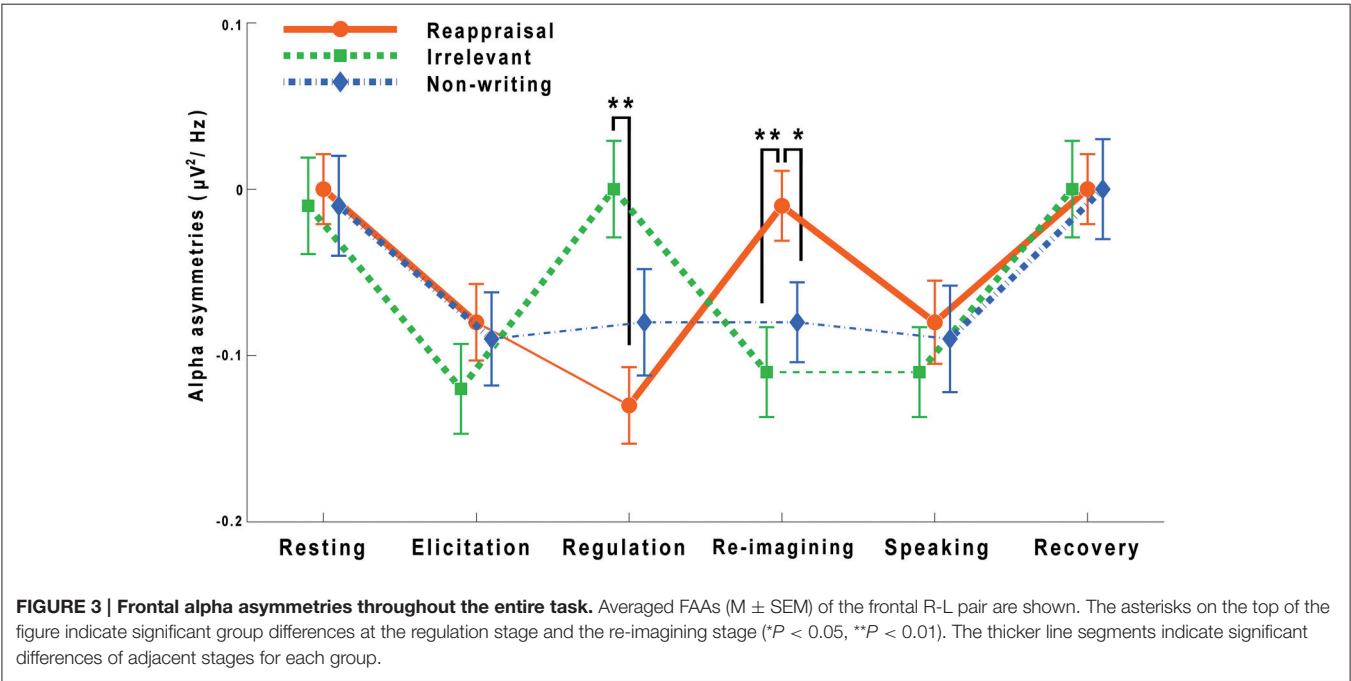 0.1
Reappraisal
Irrelevant
Non-writing
**
** *
0
-0.1
-0.2
Alpha asymmetries (μV²/ Hz)
Resting Elicitation Regulation Re-imagining Speaking Recovery
FIGURE 3 | Frontal alpha asymmetries throughout the entire task. Averaged FAAs (M ± SEM) of the frontal R-L pair are shown. The asterisks on the top of the
figure indicate significant group differences at the regulation stage and the re-imagining stage (*P < 0.05, **P < 0.01). The thicker line segments indicate significant
differences of adjacent stages for each group.